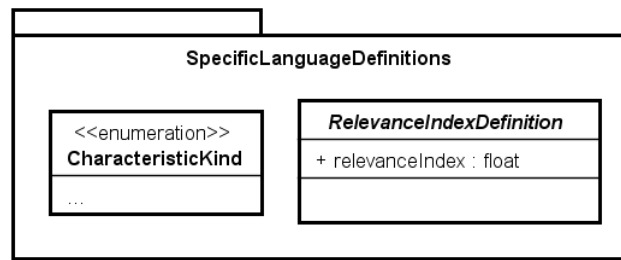 SpecificLanguageDefinitions
<<enumeration>>
CharacteristicKind
...
RelevanceIndexDefinition
+ relevanceIndex : float